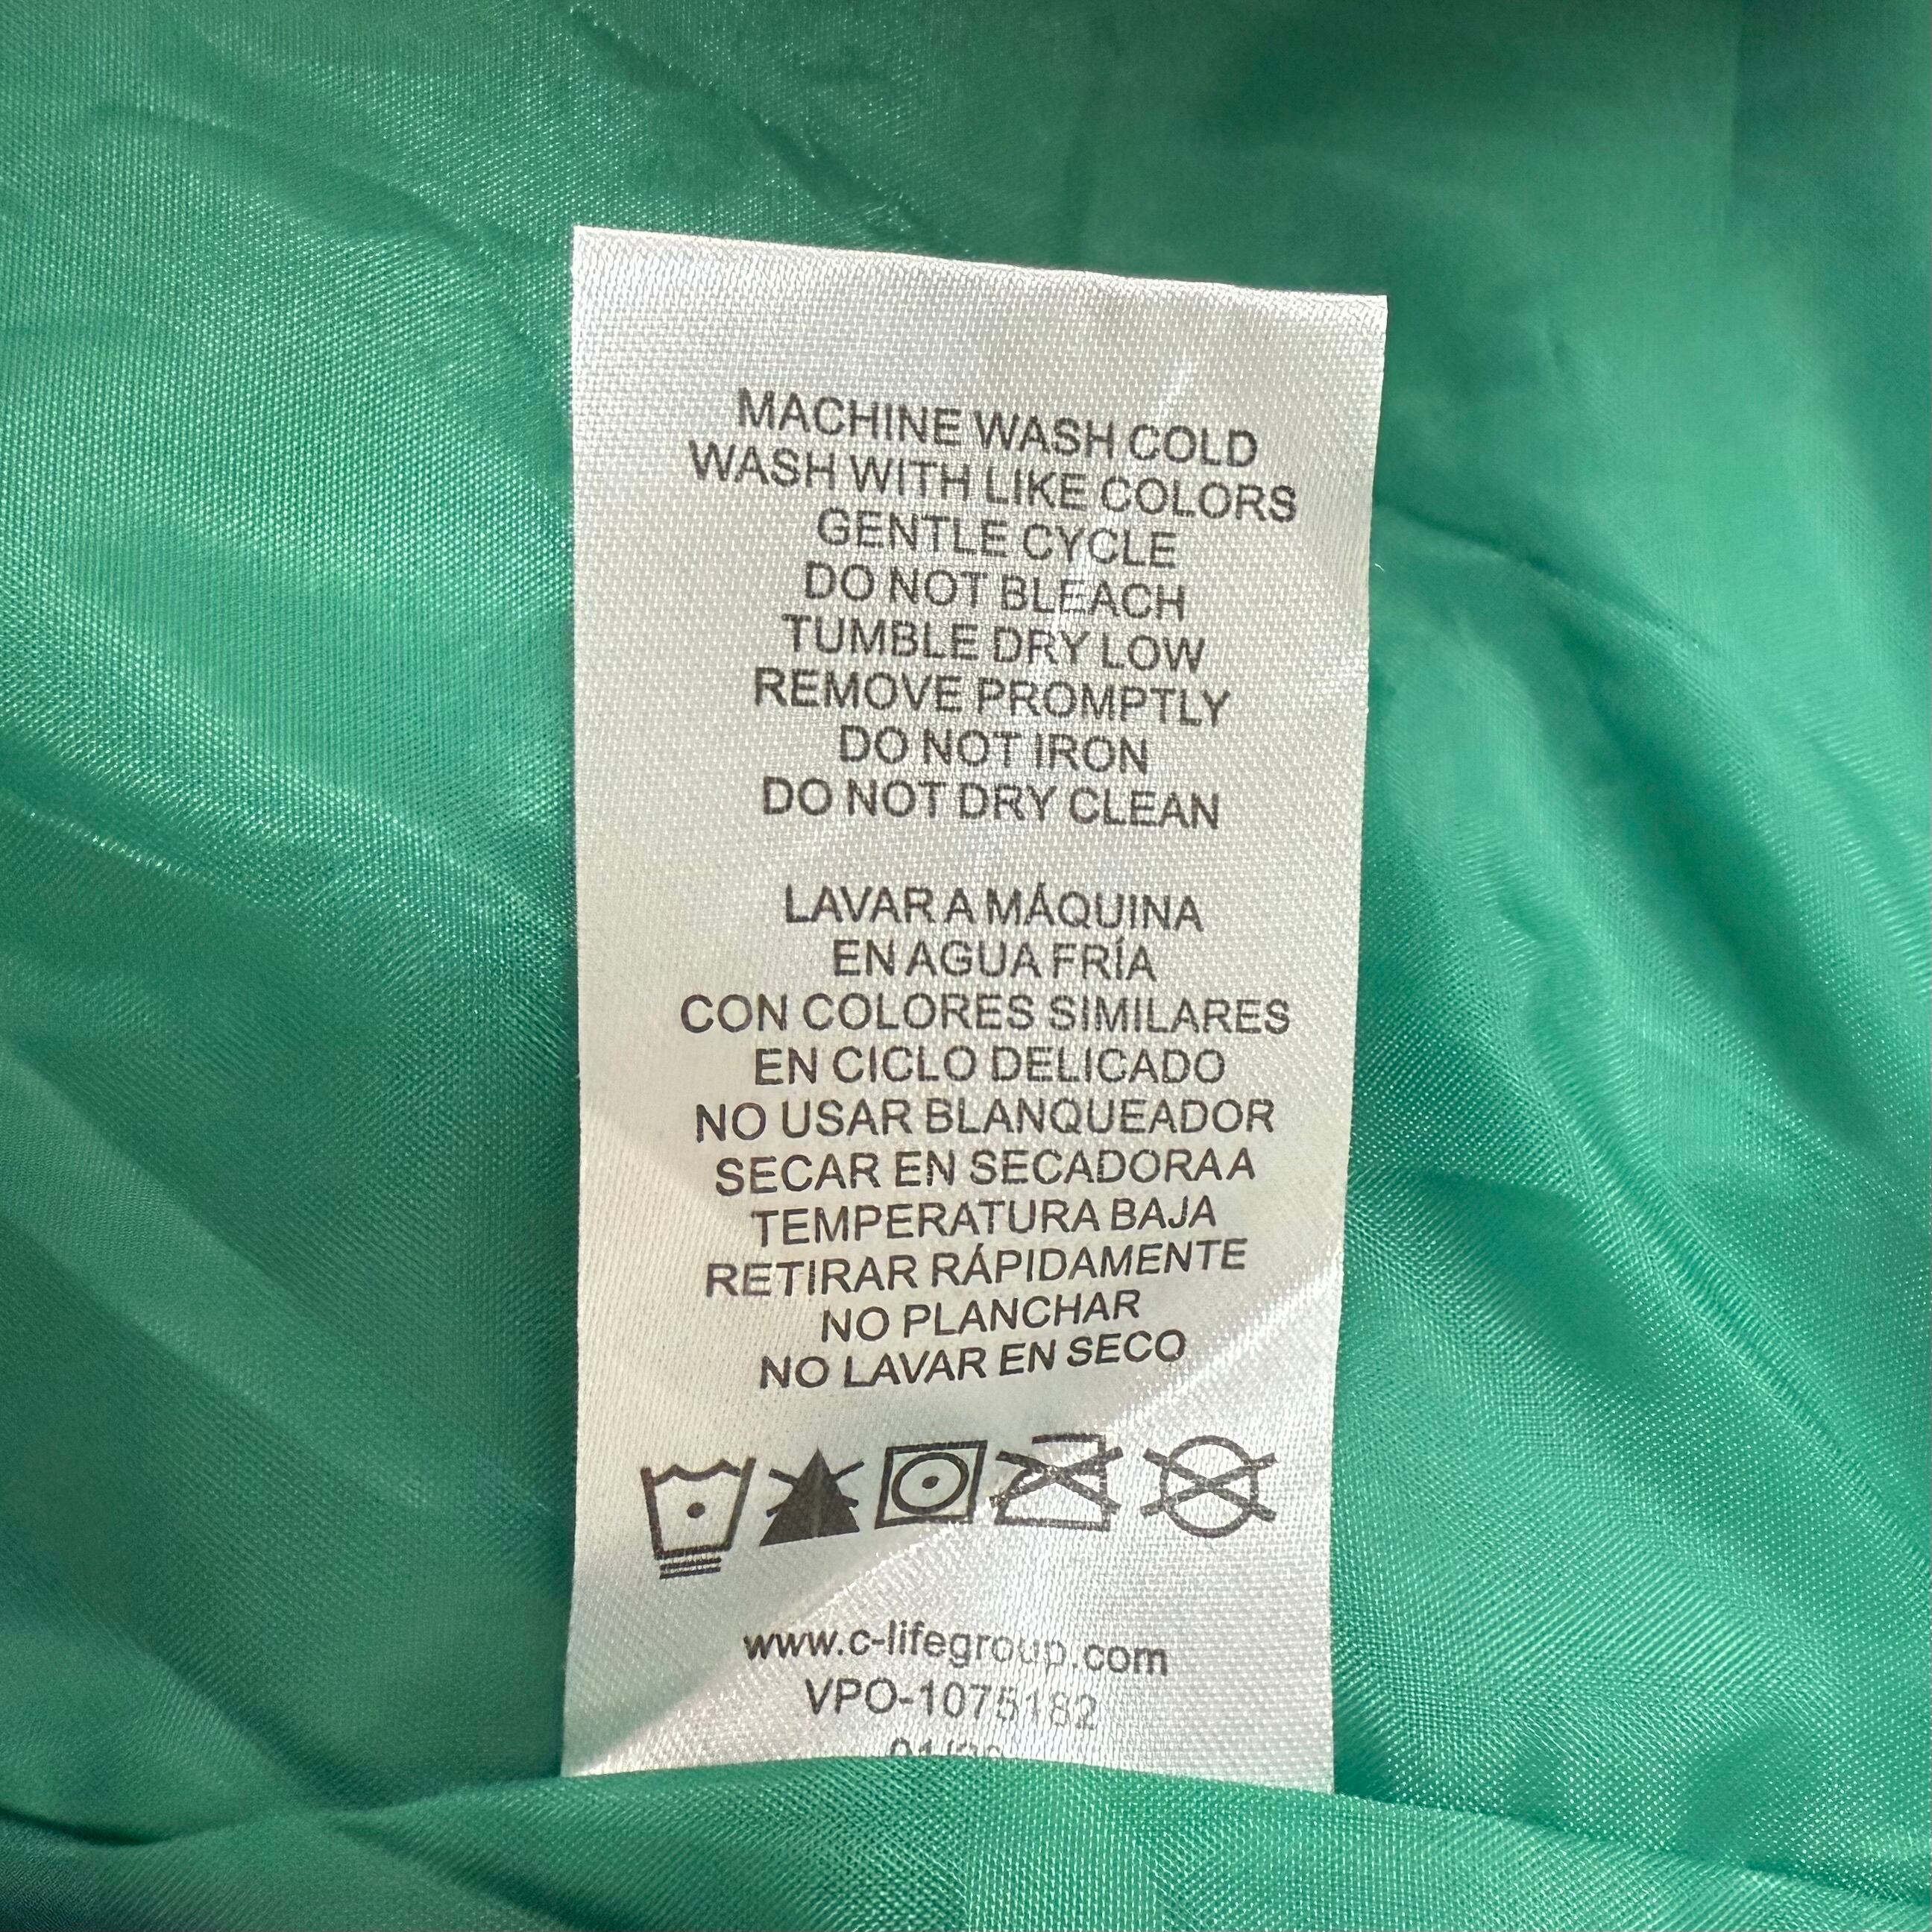 MACHINE WASH COLD
WASH WITH LIKE COLORS
GENTLE CYCLE
DO NOT BLEACH
TUMBLE DRY LOW
REMOVE PROMPTLY
DO NOT IRON
DO NOT DRY CLEAN
LAVAR A MÁQUINA
EN AGUA FRÍA
CON COLORES SIMILARES
EN CICLO DELICADO
NO USAR BLANQUEADOR
SECAR EN SECADORA A
TEMPERATURA BAJA
RETIRAR RÁPIDAMENTE
NO PLANCHAR
NO LAVAR EN SECO
www.c-lifegroup.com
VPO-1075182